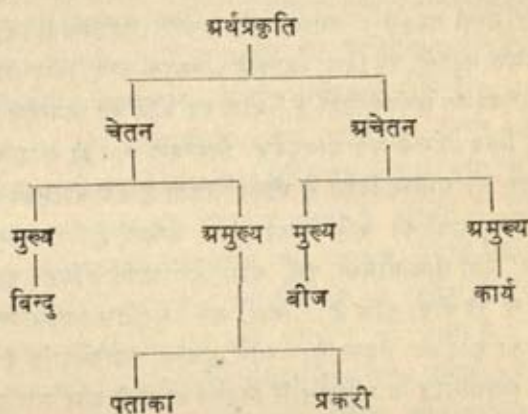 अर्थप्रकृति
चेतन अचेतन
मुख्य अमुख्य मुख्य अमुख्य
बिन्दु बीज कार्य
पताका प्रकरी